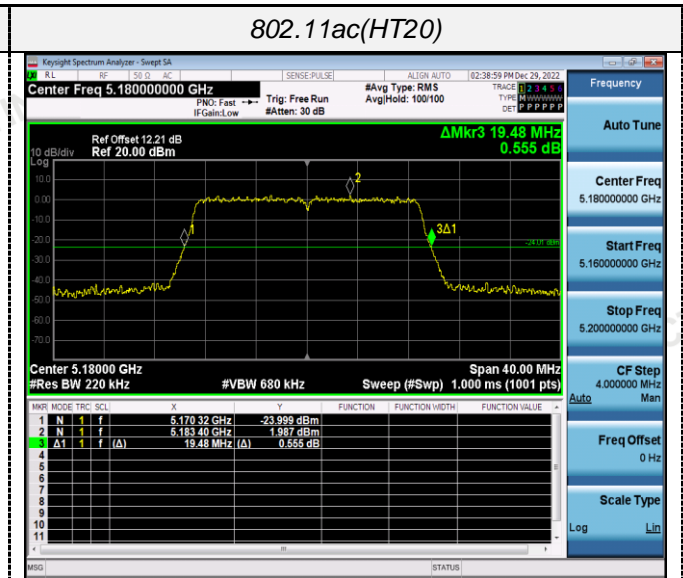 802.11ac(HT20)
Keysight Spectrum Analyzer - Swept SA
RL RF 50 Ω AC SENSE:PULSE ALIGN AUTO 02:38:59 PM Dec 29, 2022
Center Freq 5.180000000 GHz
PNO: Fast
IFGain:Low
Trig: Free Run
#Atten: 30 dB
#Avg Type: RMS
Avg|Hold: 100/100
TRACE 1 2 3 4 5 6
TYPE M WWWWW
DET P P P P P P
Ref Offset 12.21 dB
10 dB/div Ref 20.00 dBm
ΔMkr3 19.48 MHz
0.555 dB
Log
10.0
0.00
-10.0
-20.0
-30.0
-40.0
-50.0
-60.0
-70.0
1
2
3Δ1
-24.01 dBm
Center 5.18000 GHz Span 40.00 MHz
#Res BW 220 kHz #VBW 680 kHz Sweep (#Swp) 1.000 ms (1001 pts)
MKR MODE TRC SCL X Y FUNCTION FUNCTION WIDTH FUNCTION VALUE
1 N 1 f 5.170 32 GHz -23.999 dBm
2 N 1 f 5.183 40 GHz 1.987 dBm
3 Δ1 1 f (Δ) 19.48 MHz (Δ) 0.555 dB
4
5
6
7
8
9
10
11
MSG STATUS
Frequency
Auto Tune
Center Freq
5.180000000 GHz
Start Freq
5.160000000 GHz
Stop Freq
5.200000000 GHz
CF Step
4.000000 MHz
Auto Man
Freq Offset
0 Hz
Scale Type
Log Lin